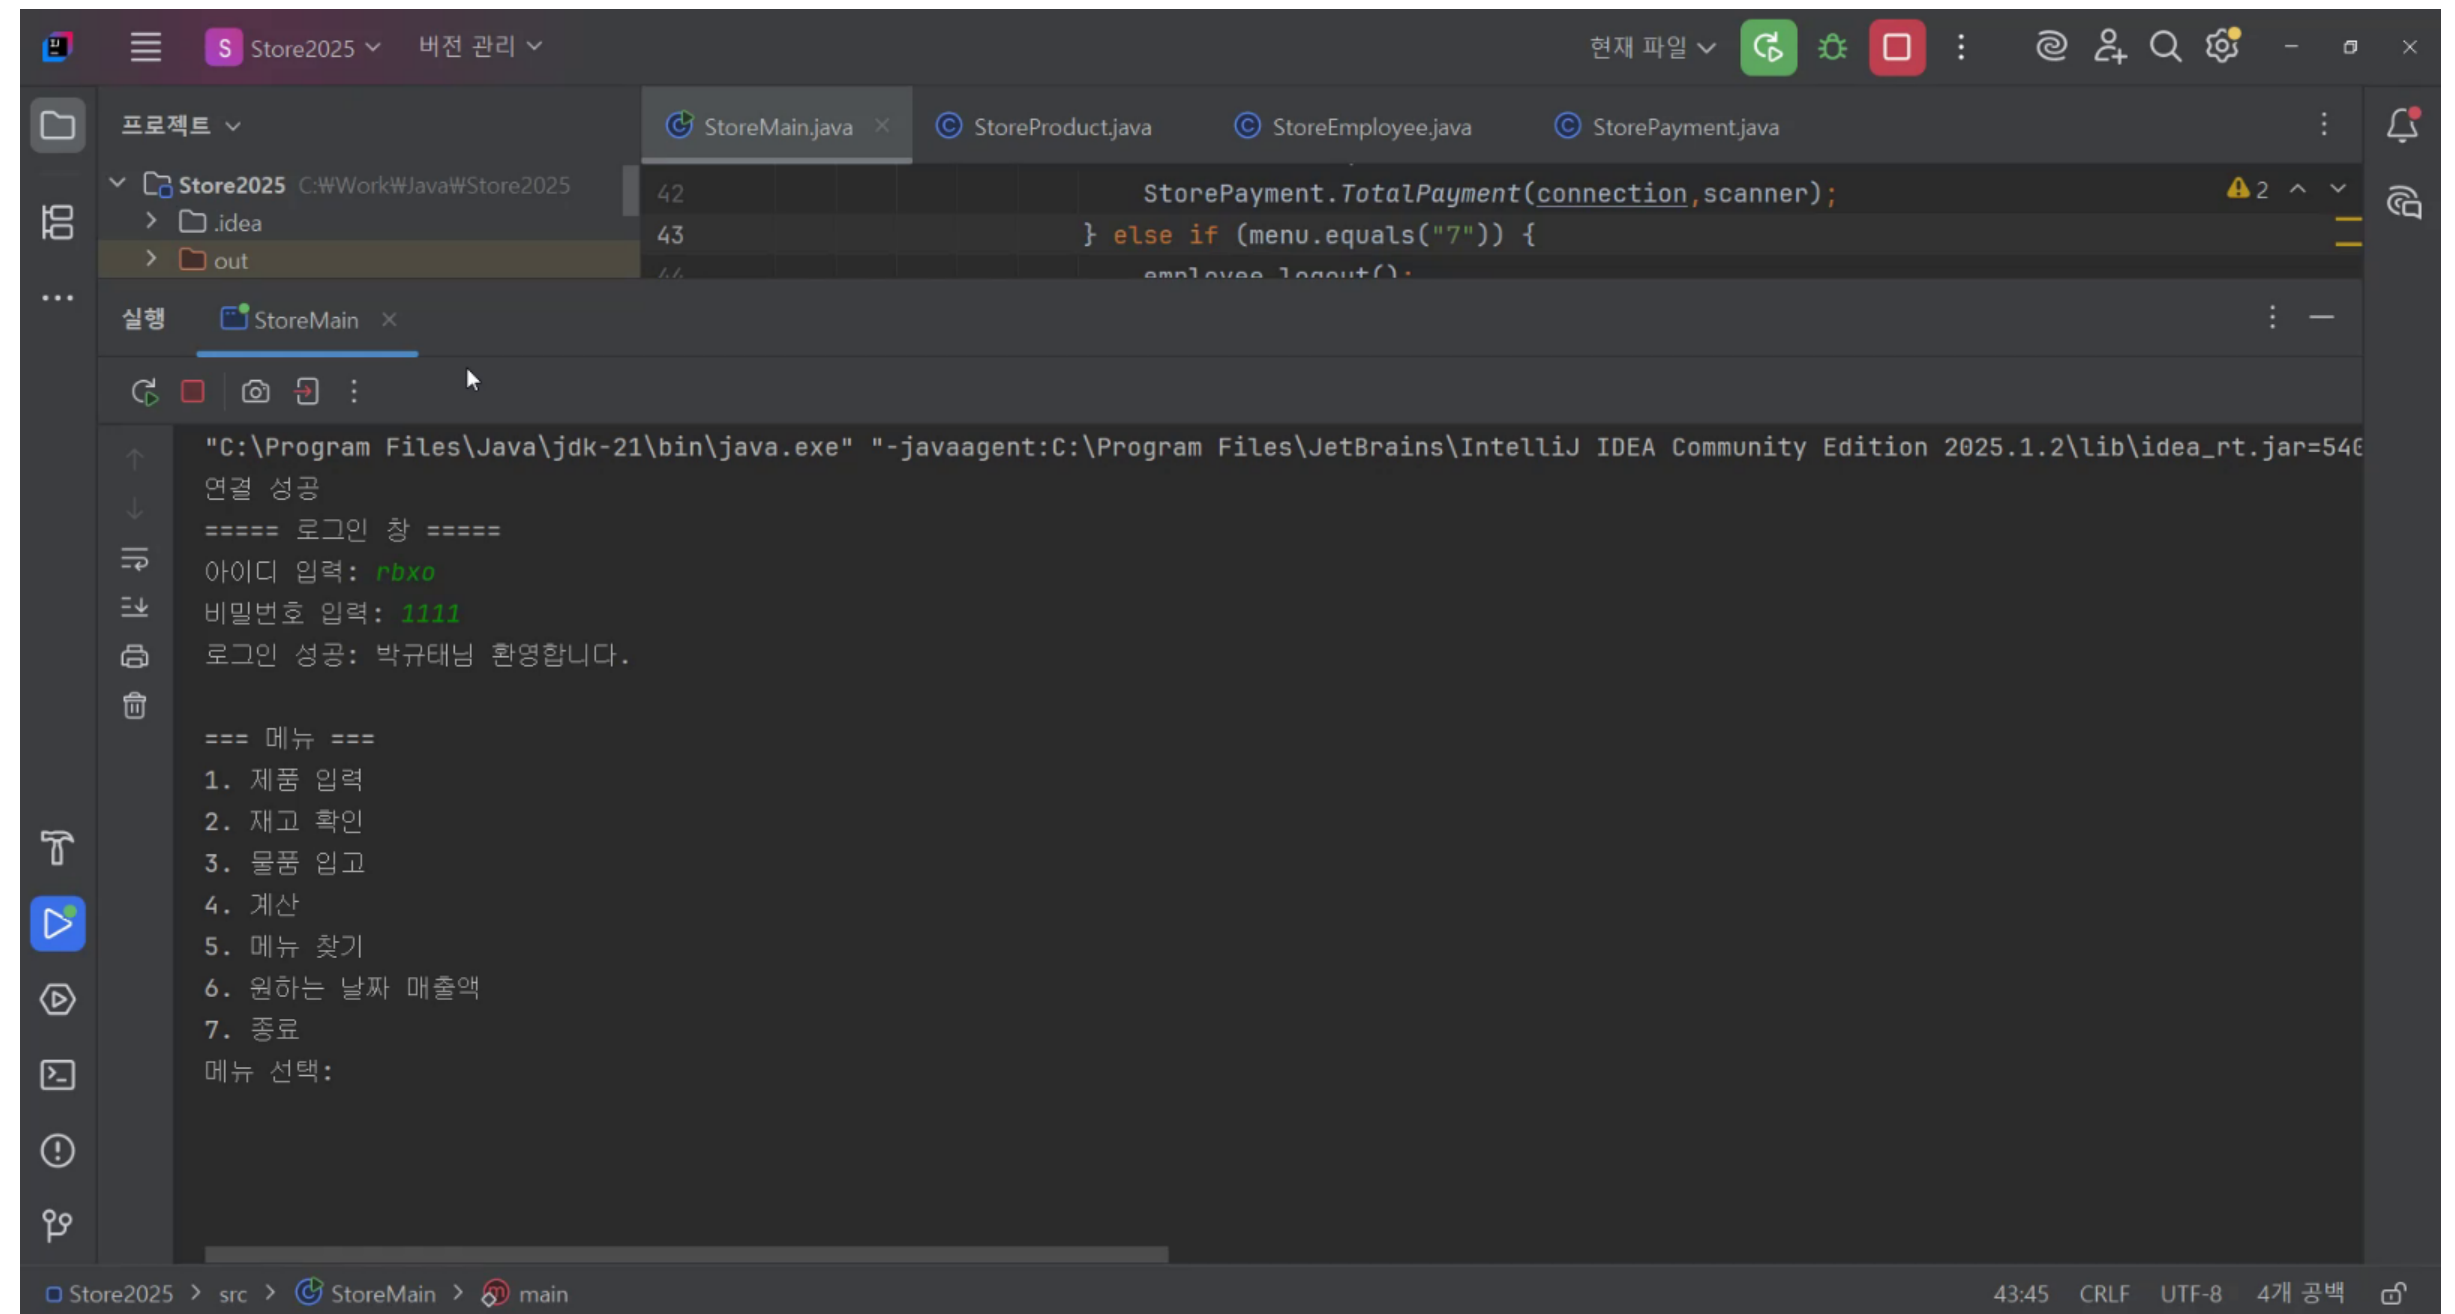 S Store2025 버전 관리 현재 파일
프로젝트 StoreMain.java StoreProduct.java StoreEmployee.java StorePayment.java
Store2025 C:₩Work₩Java₩Store2025
.idea
out
42 StorePayment.TotalPayment(connection,scanner);
2
43 } else if (menu.equals("7")) {
44 employee.logout();
실행 StoreMain
"C:\Program Files\Java\jdk-21\bin\java.exe" "-javaagent:C:\Program Files\JetBrains\IntelliJ IDEA Community Edition 2025.1.2\lib\idea_rt.jar=540
연결 성공
===== 로그인 창 =====
아이디 입력: rbxo
비밀번호 입력: 1111
로그인 성공: 박규태님 환영합니다.
=== 메뉴 ===
1. 제품 입력
2. 재고 확인
3. 물품 입고
4. 계산
5. 메뉴 찾기
6. 원하는 날짜 매출액
7. 종료
메뉴 선택:
Store2025 > src > StoreMain > main
43:45 CRLF UTF-8 4개 공백